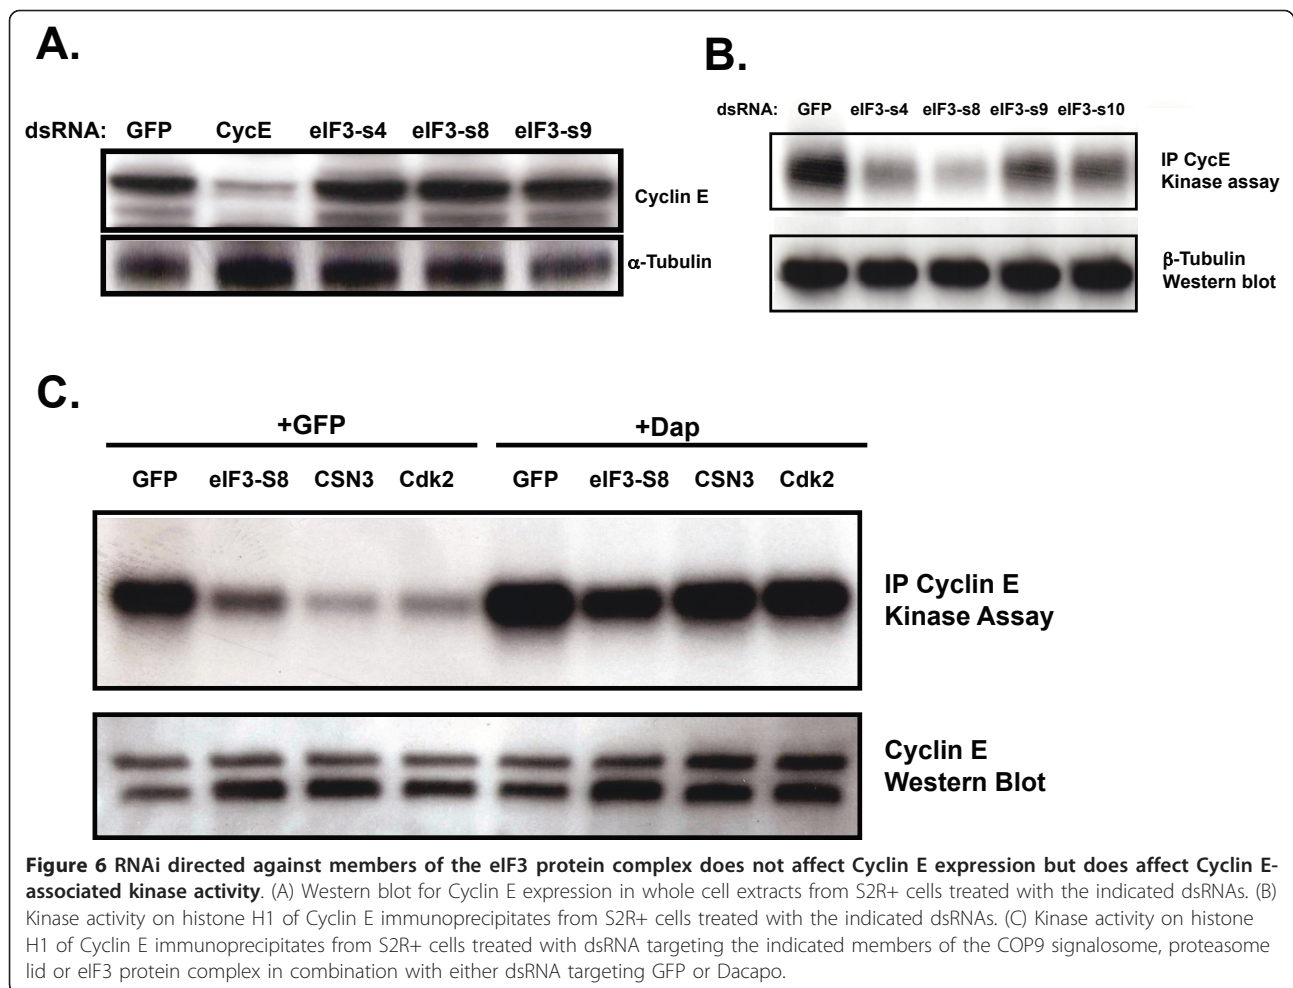 A.
dsRNA: GFP CycE eIF3-s4 eIF3-s8 eIF3-s9
Cyclin E
α-Tubulin
B.
dsRNA: GFP eIF3-s4 eIF3-s8 eIF3-s9 eIF3-s10
IP CycE
Kinase assay
β-Tubulin
Western blot
C.
+GFP +Dap
GFP eIF3-S8 CSN3 Cdk2 GFP eIF3-S8 CSN3 Cdk2
IP Cyclin E
Kinase Assay
Cyclin E
Western Blot
Figure 6 RNAi directed against members of the eIF3 protein complex does not affect Cyclin E expression but does affect Cyclin E-
associated kinase activity. (A) Western blot for Cyclin E expression in whole cell extracts from S2R+ cells treated with the indicated dsRNAs. (B)
Kinase activity on histone H1 of Cyclin E immunoprecipitates from S2R+ cells treated with the indicated dsRNAs. (C) Kinase activity on histone
H1 of Cyclin E immunoprecipitates from S2R+ cells treated with dsRNA targeting the indicated members of the COP9 signalosome, proteasome
lid or eIF3 protein complex in combination with either dsRNA targeting GFP or Dacapo.